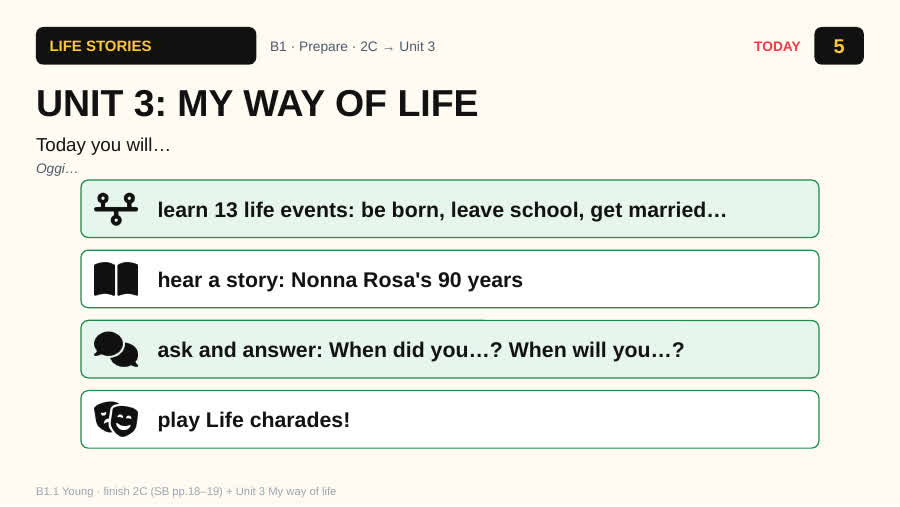 LIFE STORIES
B1 · Prepare · 2C → Unit 3
TODAY
5
UNIT 3: MY WAY OF LIFE
Today you will…
Oggi…
learn 13 life events: be born, leave school, get married…
hear a story: Nonna Rosa's 90 years
ask and answer: When did you…? When will you…?
play Life charades!
B1.1 Young · finish 2C (SB pp.18–19) + Unit 3 My way of life